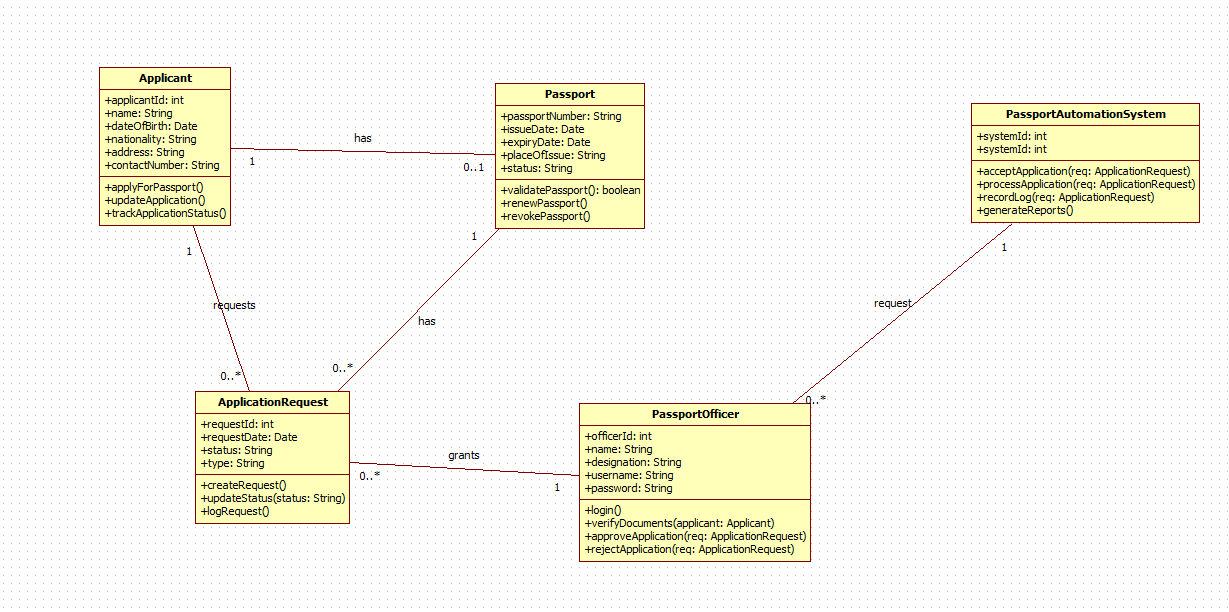 Applicant
+applicantId: int
+name: String
+dateOfBirth: Date
+nationality: String
+address: String
+contactNumber: String
+applyForPassport()
+updateApplication()
+trackApplicationStatus()
has
1
0..1
Passport
+passportNumber: String
+issueDate: Date
+expiryDate: Date
+placeOfIssue: String
+status: String
+validatePassport(): boolean
+renewPassport()
+revokePassport()
PassportAutomationSystem
+systemId: int
+systemId: int
+acceptApplication(req: ApplicationRequest)
+processApplication(req: ApplicationRequest)
+recordLog(req: ApplicationRequest)
+generateReports()
1
requests
0..*
1
has
0..*
1
request
0..*
ApplicationRequest
+requestId: int
+requestDate: Date
+status: String
+type: String
+createRequest()
+updateStatus(status: String)
+logRequest()
grants
0..*
1
PassportOfficer
+officerId: int
+name: String
+designation: String
+username: String
+password: String
+login()
+verifyDocuments(applicant: Applicant)
+approveApplication(req: ApplicationRequest)
+rejectApplication(req: ApplicationRequest)